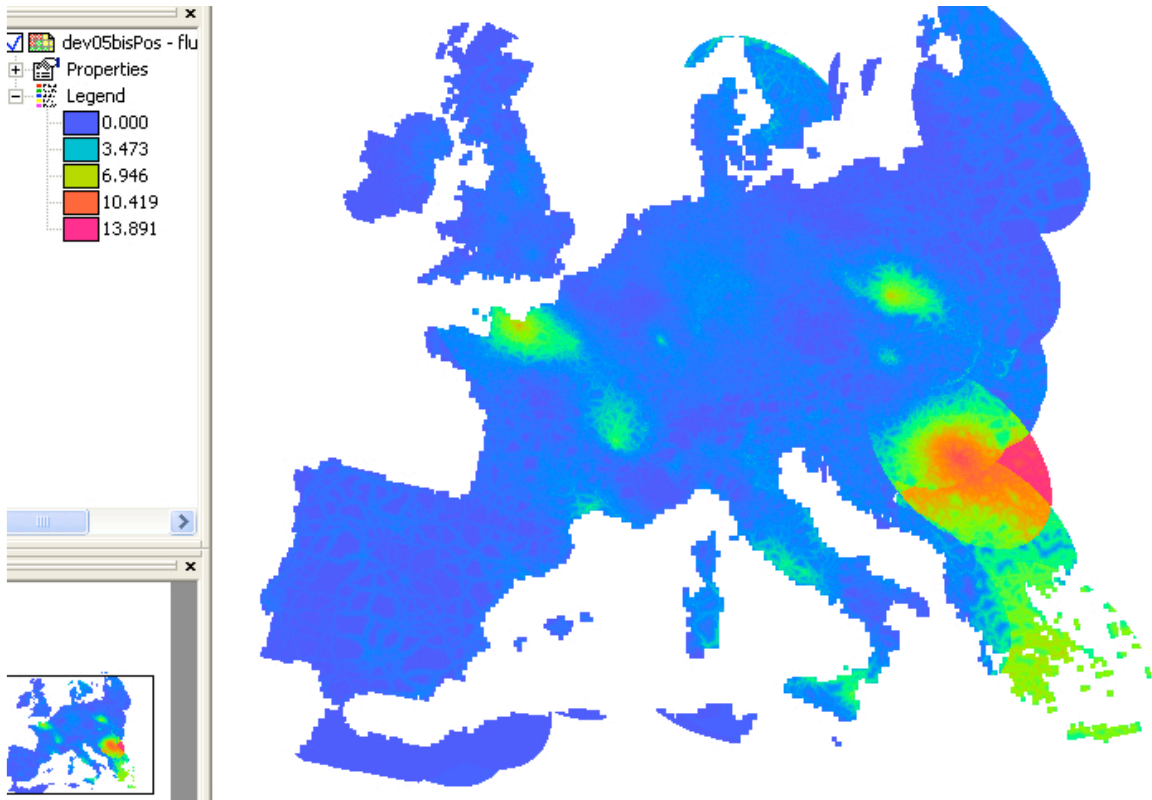 dev05bisPos - flu
Properties
Legend
0.000
3.473
6.946
10.419
13.891